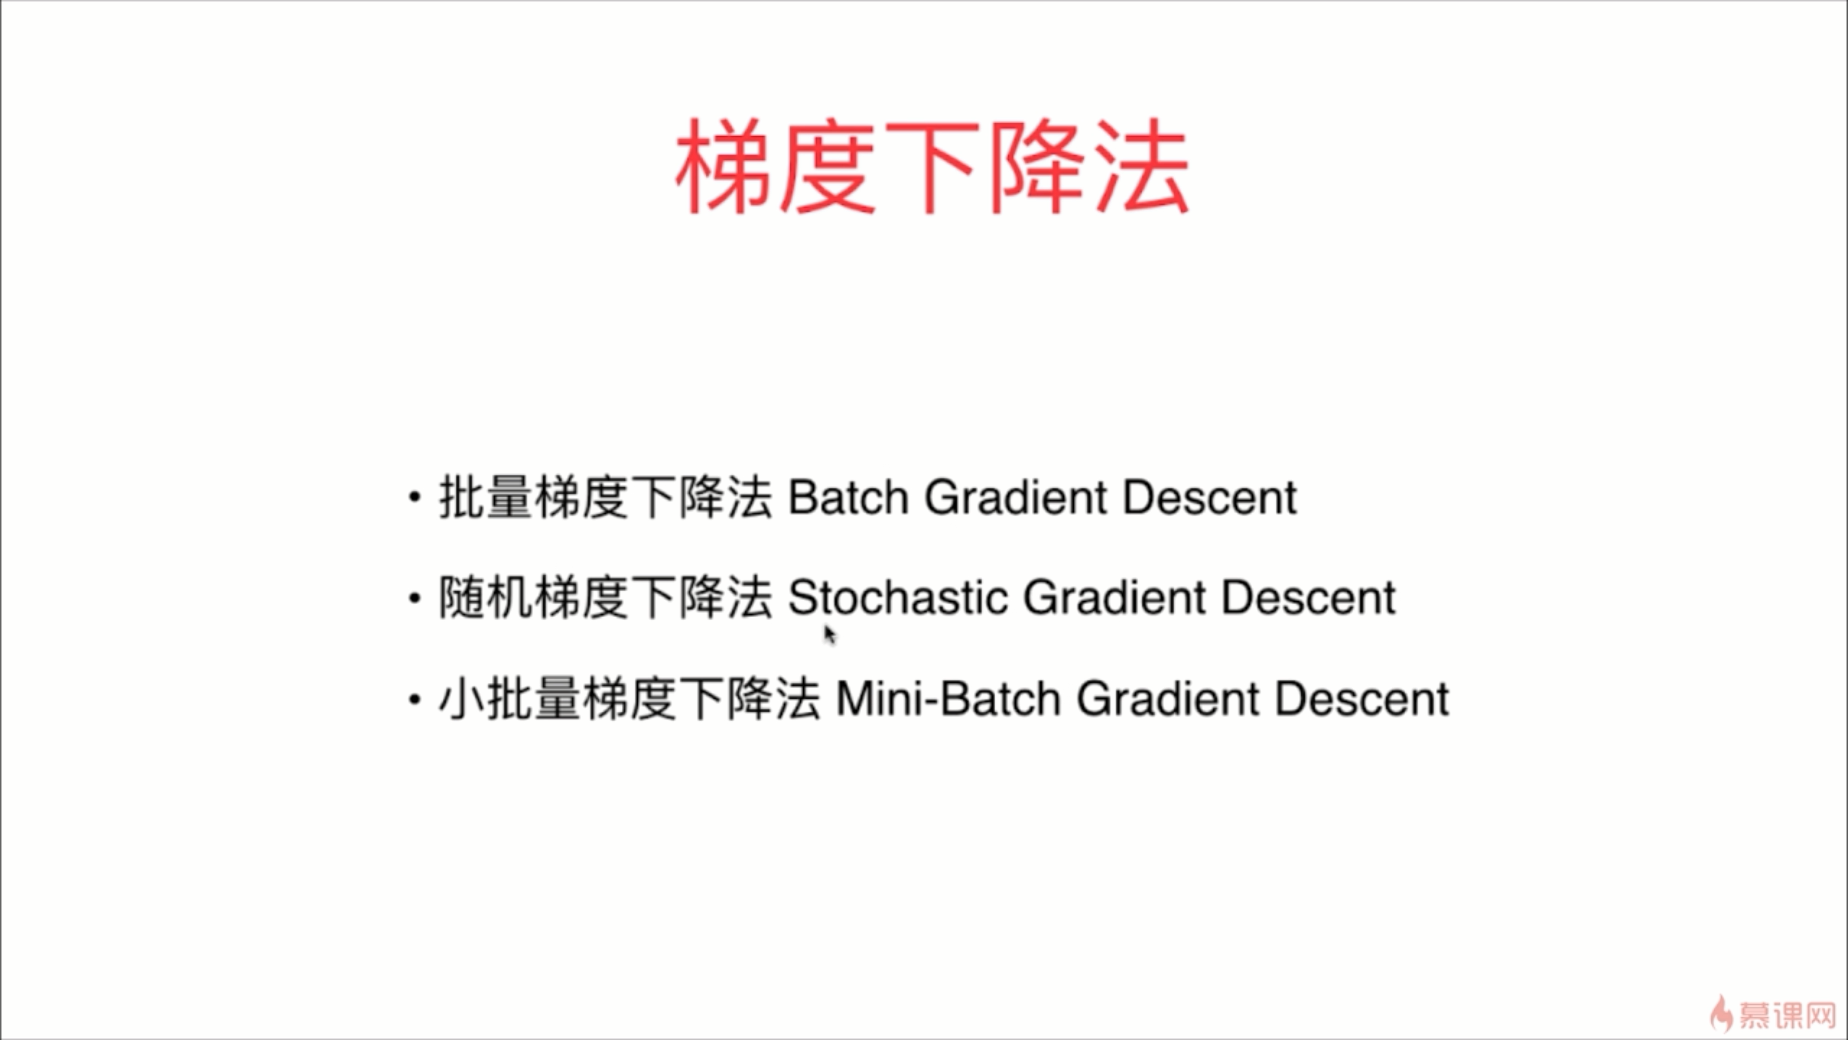 梯度下降法
• 批量梯度下降法 Batch Gradient Descent
• 随机梯度下降法 Stochastic Gradient Descent
• 小批量梯度下降法 Mini-Batch Gradient Descent
慕课网